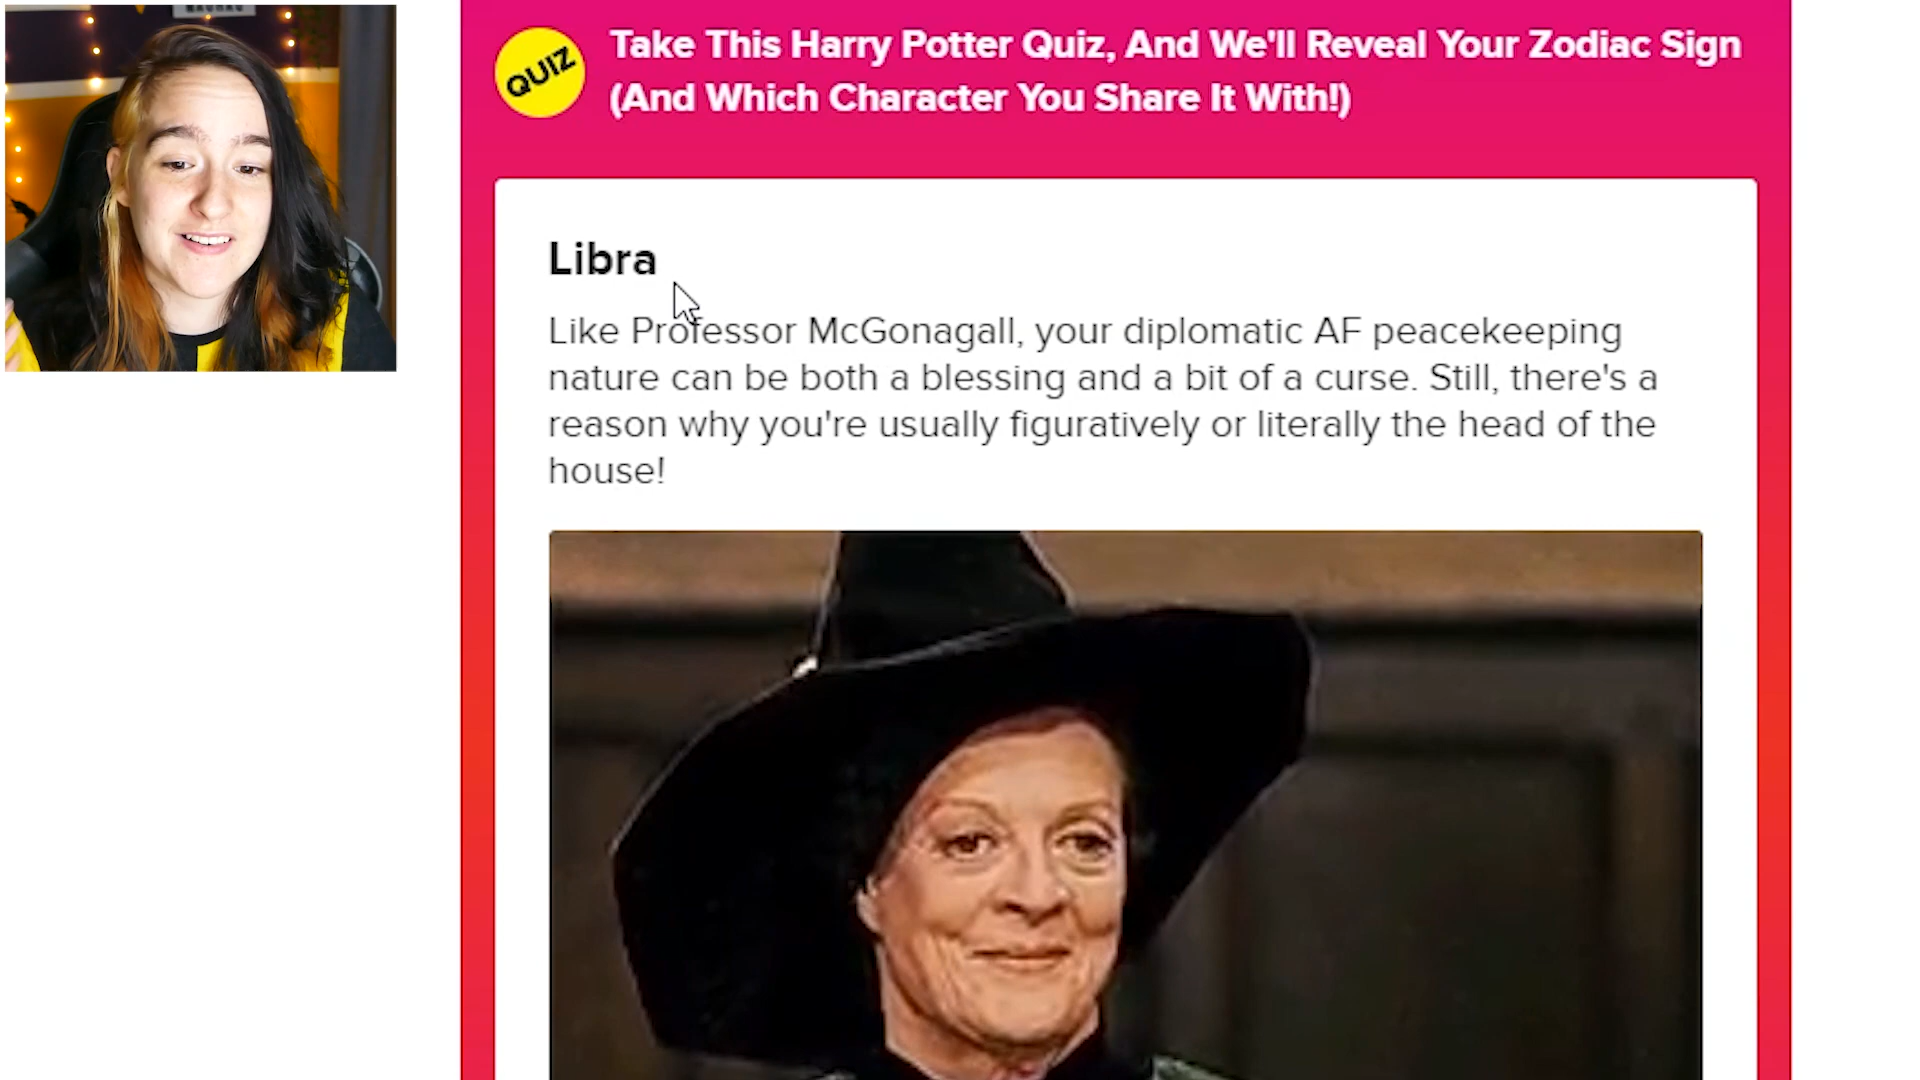 QUIZ
Take This Harry Potter Quiz, And We'll Reveal Your Zodiac Sign
(And Which Character You Share It With!)
Libra
Like Professor McGonagall, your diplomatic AF peacekeeping
nature can be both a blessing and a bit of a curse. Still, there's a
reason why you're usually figuratively or literally the head of the
house!